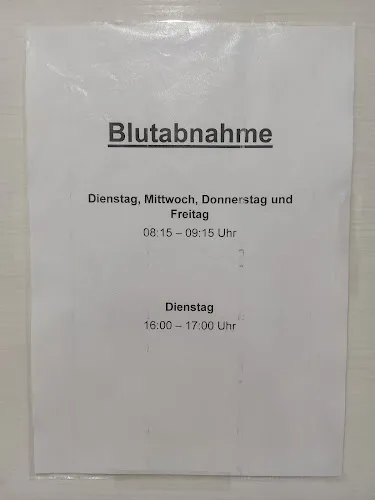 Blutabnahme
Dienstag, Mittwoch, Donnerstag und
Freitag
08:15 – 09:15 Uhr
Dienstag
16:00 – 17:00 Uhr